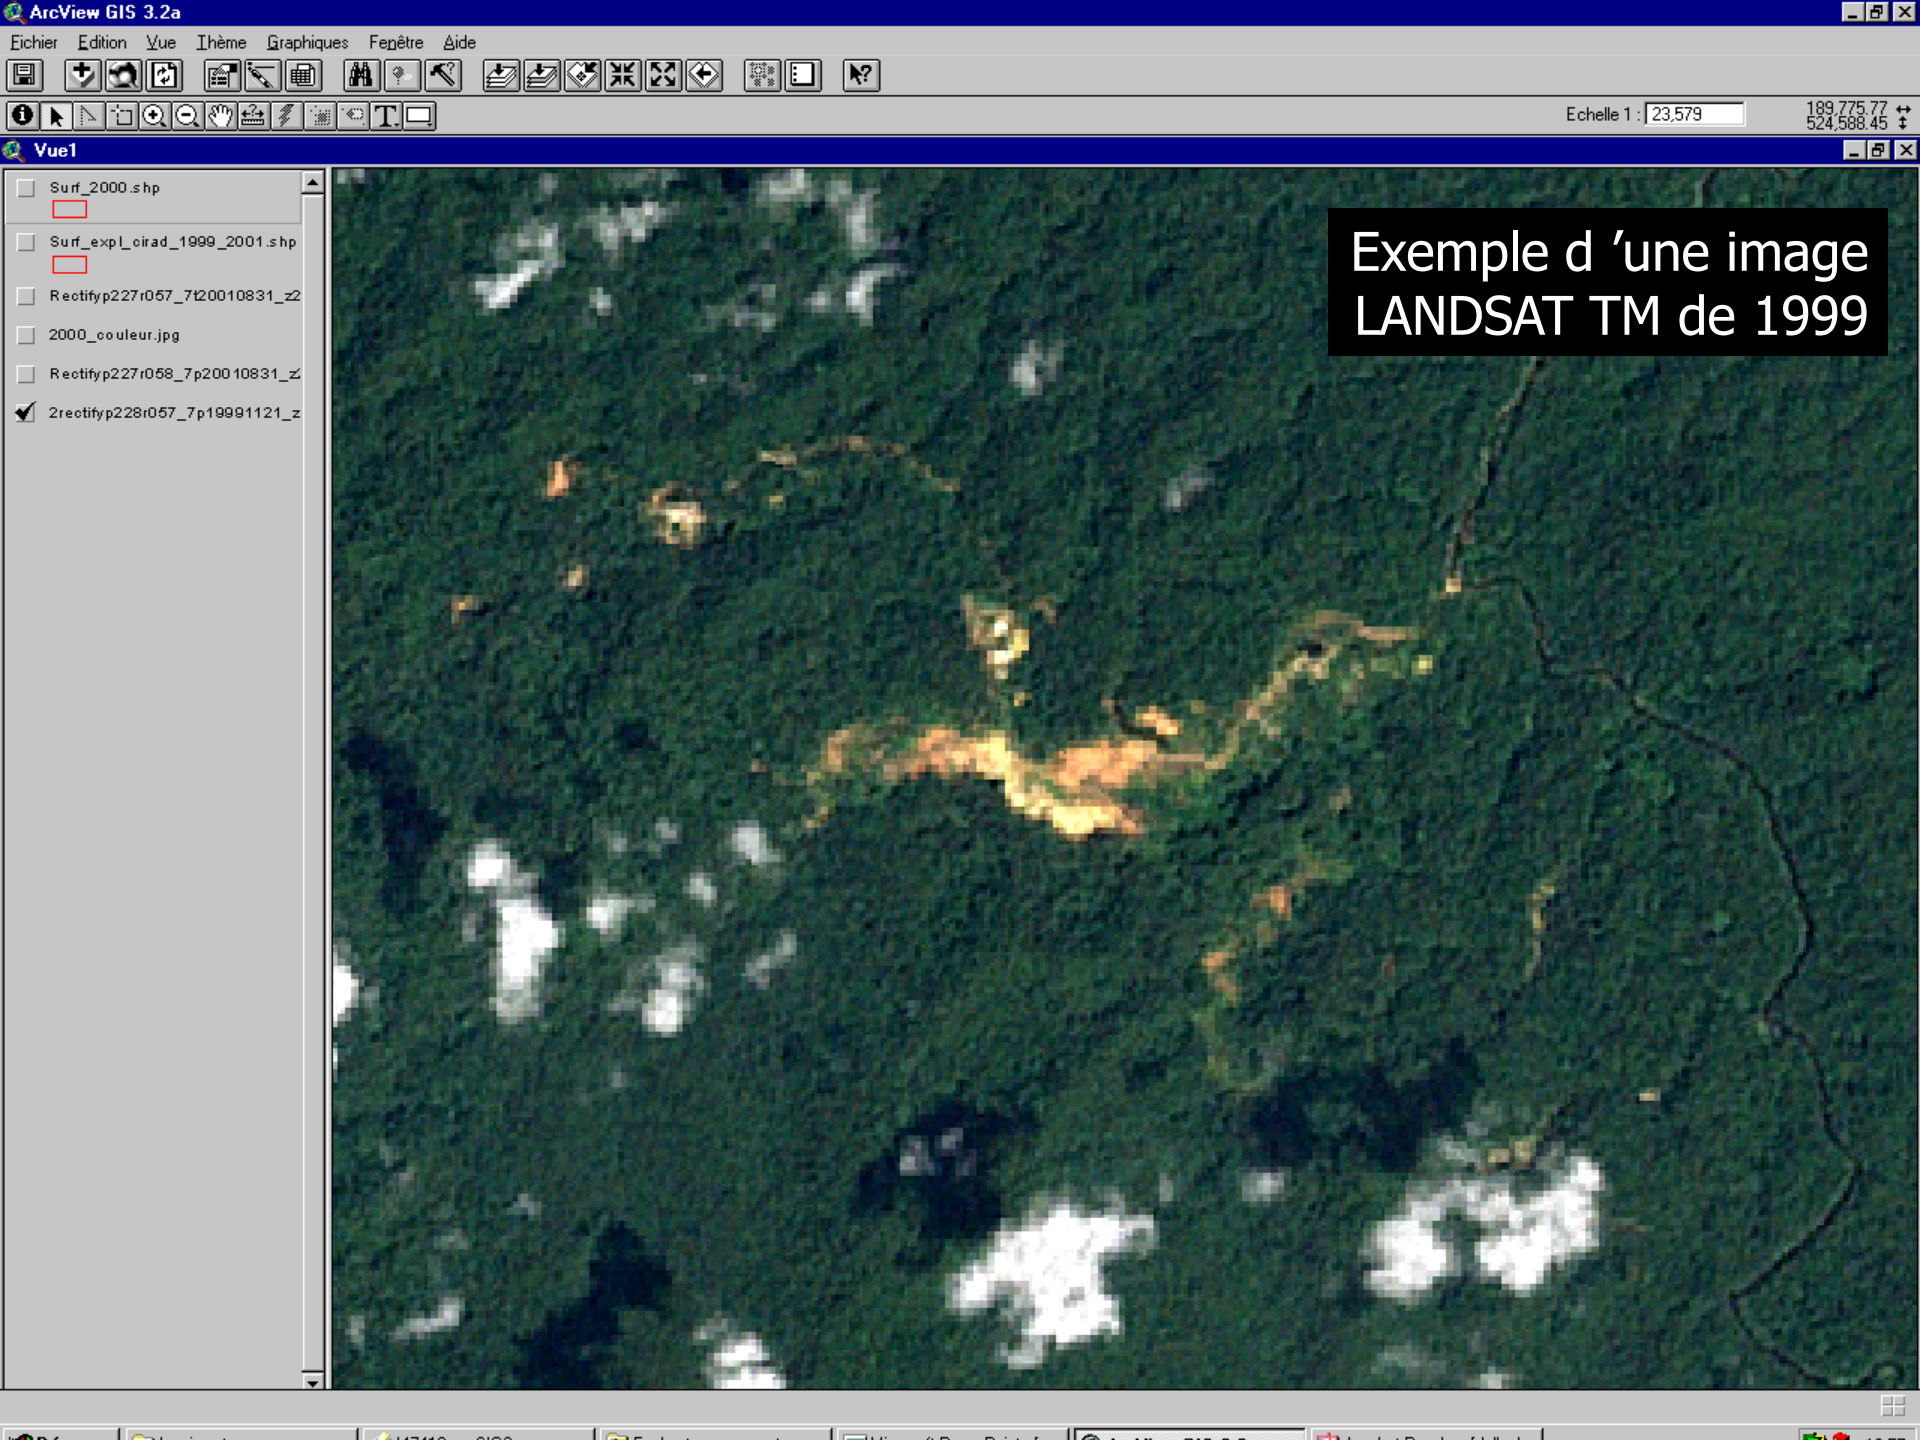 ArcView GIS 3.2a
Fichier Edition Vue Thème Graphiques Fenêtre Aide
Echelle 1 : 23,579
189,775.77
524,588.45
Vue1
Surf_2000.shp
Surf_expl_cirad_1999_2001.shp
Rectifyp227r057_7t20010831_z2
2000_couleur.jpg
Rectifyp227r058_7p20010831_z
2rectifyp228r057_7p19991121_z
Exemple d ’une image
LANDSAT TM de 1999